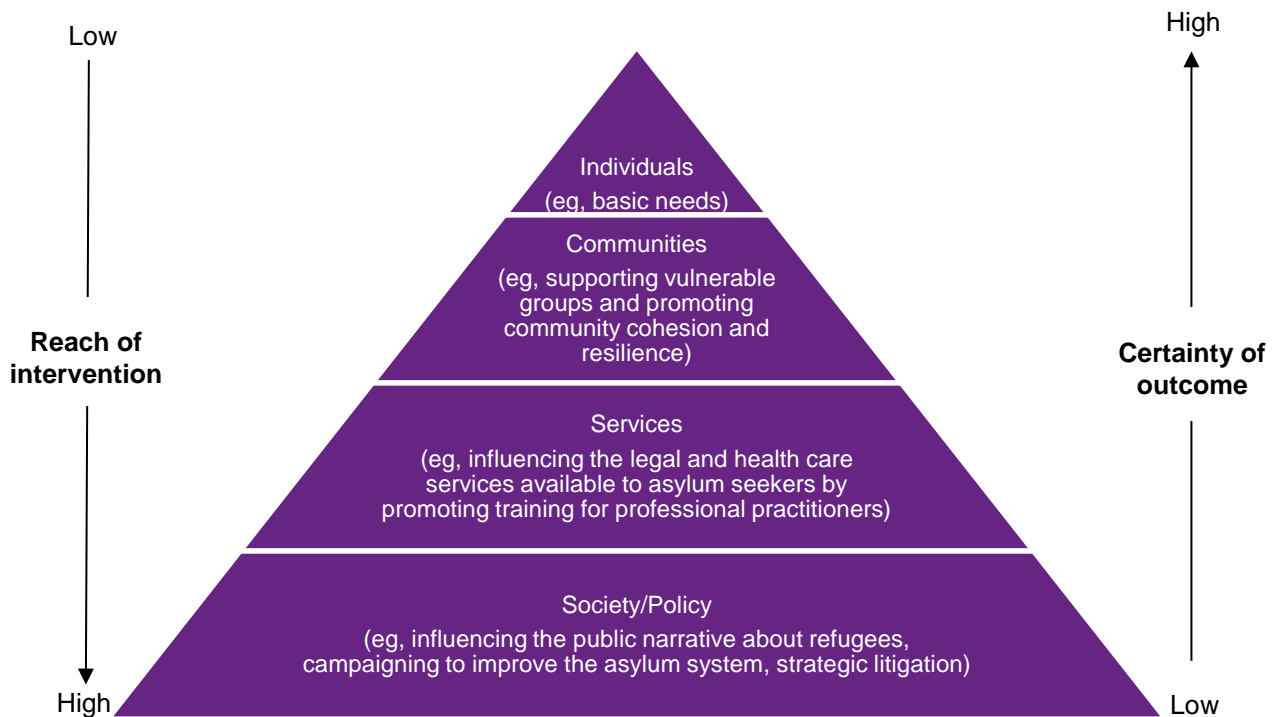 Low
High
Individuals
(eg, basic needs)
Communities
(eg, supporting vulnerable
groups and promoting
community cohesion and
resilience)
Reach of
intervention
Certainty of
outcome
Services
(eg, influencing the legal and health care
services available to asylum seekers by
promoting training for professional practitioners)
Society/Policy
(eg, influencing the public narrative about refugees,
campaigning to improve the asylum system, strategic litigation)
High
Low